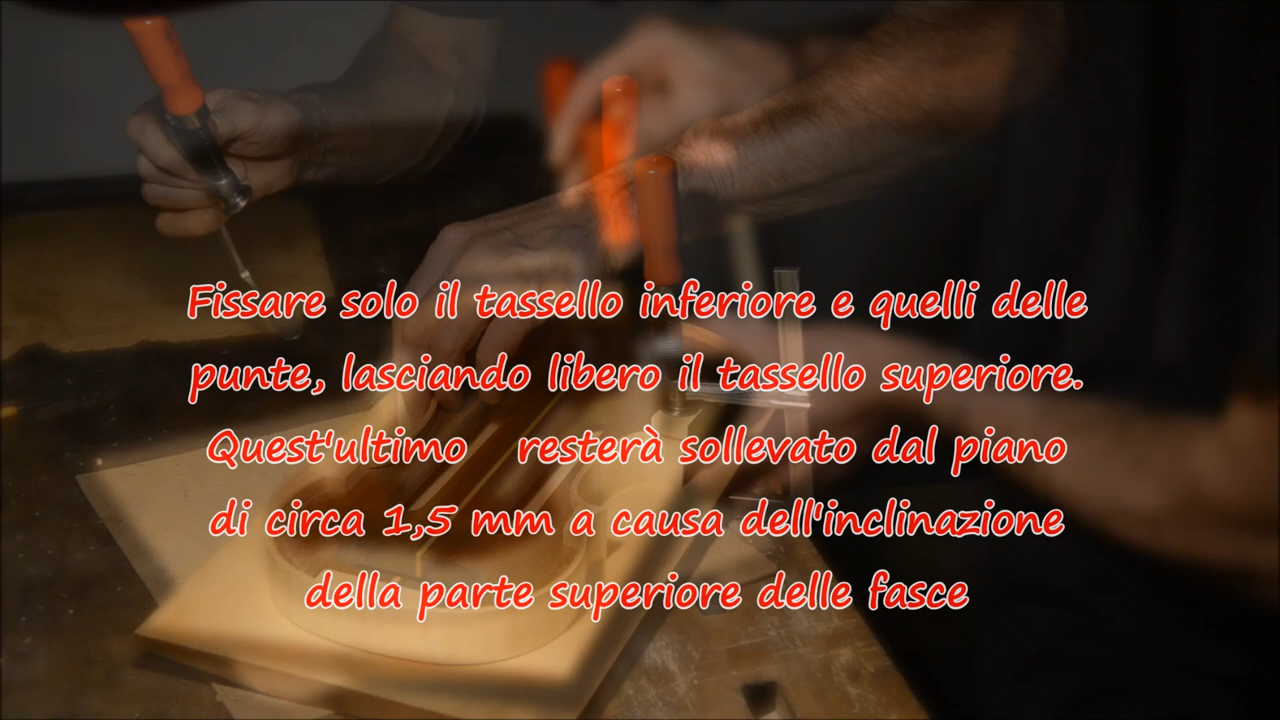 Fissare solo il tassello inferiore e quelli delle
punte, lasciando libero il tassello superiore.
Quest'ultimo resterà sollevato dal piano
di circa 1,5 mm a causa dell'inclinazione
della parte superiore delle fasce